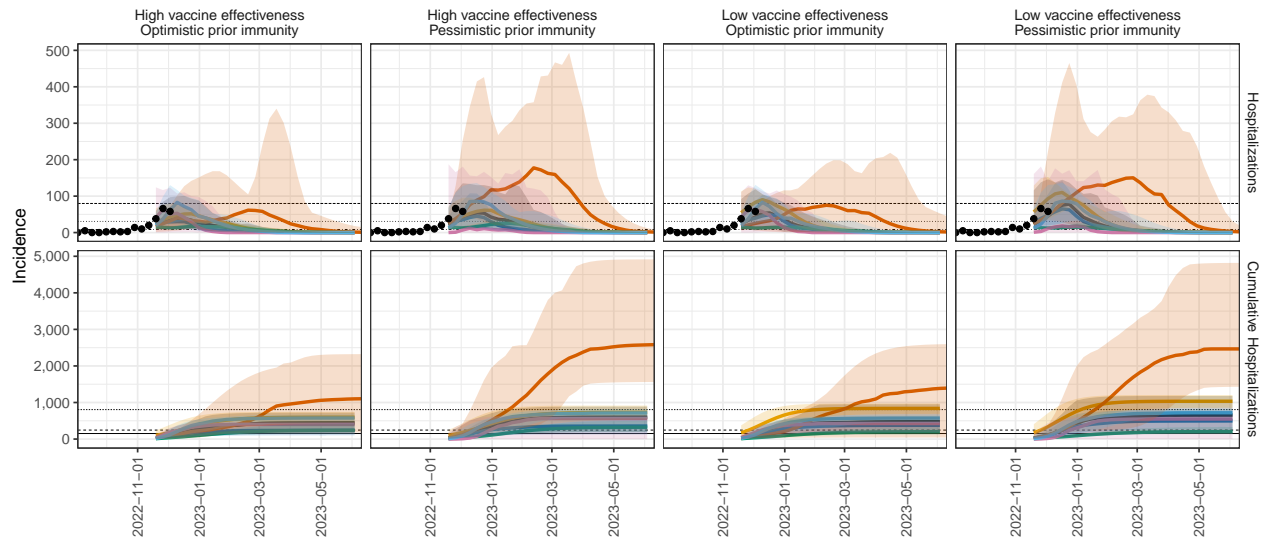 High vaccine effectiveness
Optimistic prior immunity
High vaccine effectiveness
Pessimistic prior immunity
Low vaccine effectiveness
Optimistic prior immunity
Low vaccine effectiveness
Pessimistic prior immunity
Incidence
500
400
300
200
100
0
Hospitalizations
5,000
4,000
3,000
2,000
1,000
0
Cumulative Hospitalizations
2022−11−01
2023−01−01
2023−03−01
2023−05−01
2022−11−01
2023−01−01
2023−03−01
2023−05−01
2022−11−01
2023−01−01
2023−03−01
2023−05−01
2022−11−01
2023−01−01
2023−03−01
2023−05−01